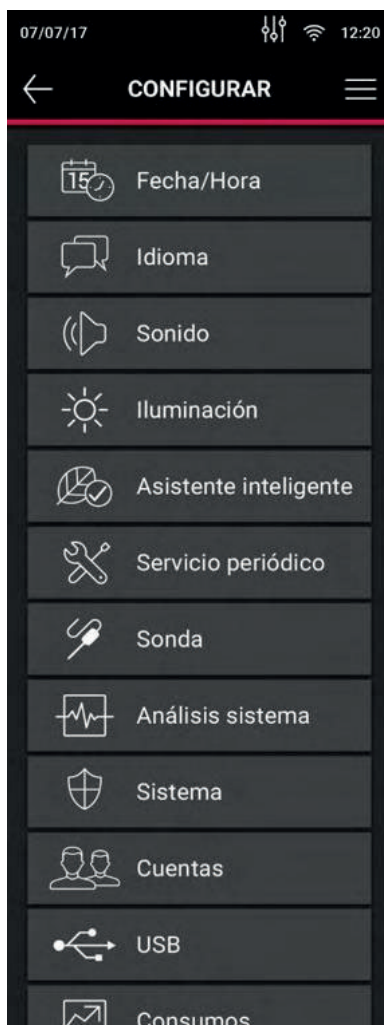 07/07/17 12:20
CONFIGURAR
15
Fecha/Hora
Idioma
Sonido
Iluminación
Asistente inteligente
Servicio periódico
Sonda
Análisis sistema
Sistema
Cuentas
USB
Consumos